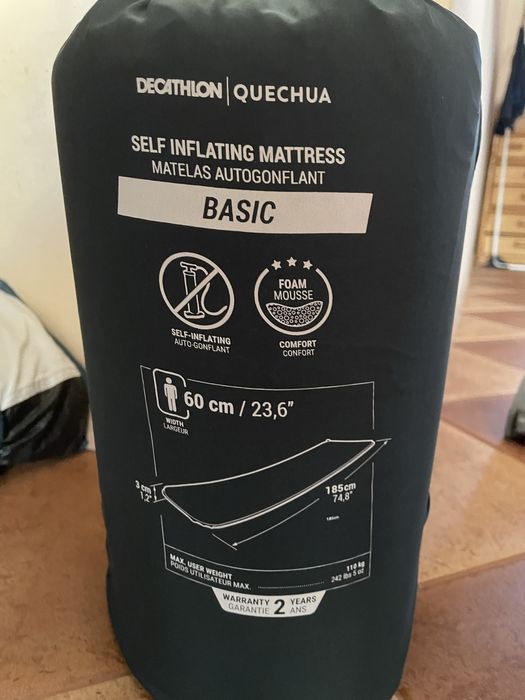 DECATHLON | QUECHUA
SELF INFLATING MATTRESS
MATELAS AUTOGONFLANT
BASIC
SELF-INFLATING
AUTO-GONFLANT
FOAM
MOUSSE
COMFORT
CONFORT
60 cm / 23,6"
WIDTH
LARGEUR
3 cm
1,2"
185cm
74,8"
185cm
MAX. USER WEIGHT 110 kg
POIDS UTILISATEUR MAX. 242 lbs 5 oz
WARRANTY 2 YEARS
GARANTIE ANS